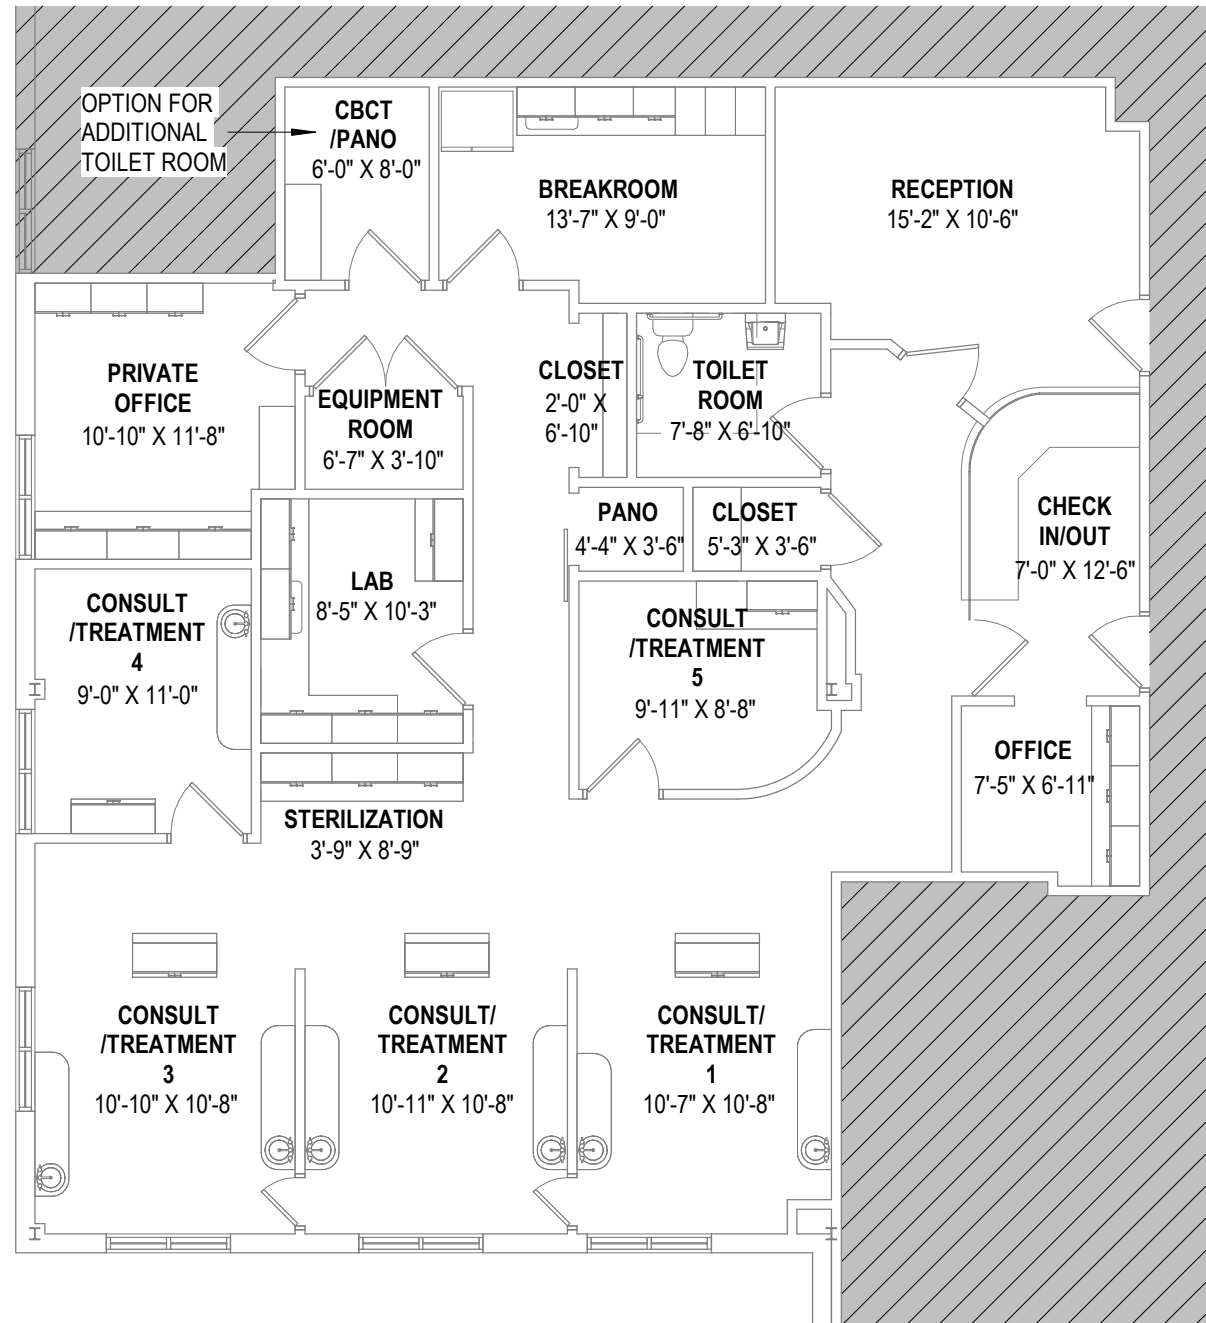 OPTION FOR
ADDITIONAL
TOILET ROOM
CBCT
/PANO
6'-0" X 8'-0"
BREAKROOM
13'-7" X 9'-0"
RECEPTION
15'-2" X 10'-6"
PRIVATE
OFFICE
10'-10" X 11'-8"
EQUIPMENT
ROOM
6'-7" X 3'-10"
CLOSET
2'-0" X
6'-10"
TOILET
ROOM
7'-8" X 6'-10"
PANO
4'-4" X 3'-6"
CLOSET
5'-3" X 3'-6"
CHECK
IN/OUT
7'-0" X 12'-6"
LAB
8'-5" X 10'-3"
CONSULT
/TREATMENT
4
9'-0" X 11'-0"
CONSULT
/TREATMENT
5
9'-11" X 8'-8"
OFFICE
7'-5" X 6'-11"
STERILIZATION
3'-9" X 8'-9"
CONSULT
/TREATMENT
3
10'-10" X 10'-8"
CONSULT/
TREATMENT
2
10'-11" X 10'-8"
CONSULT/
TREATMENT
1
10'-7" X 10'-8"